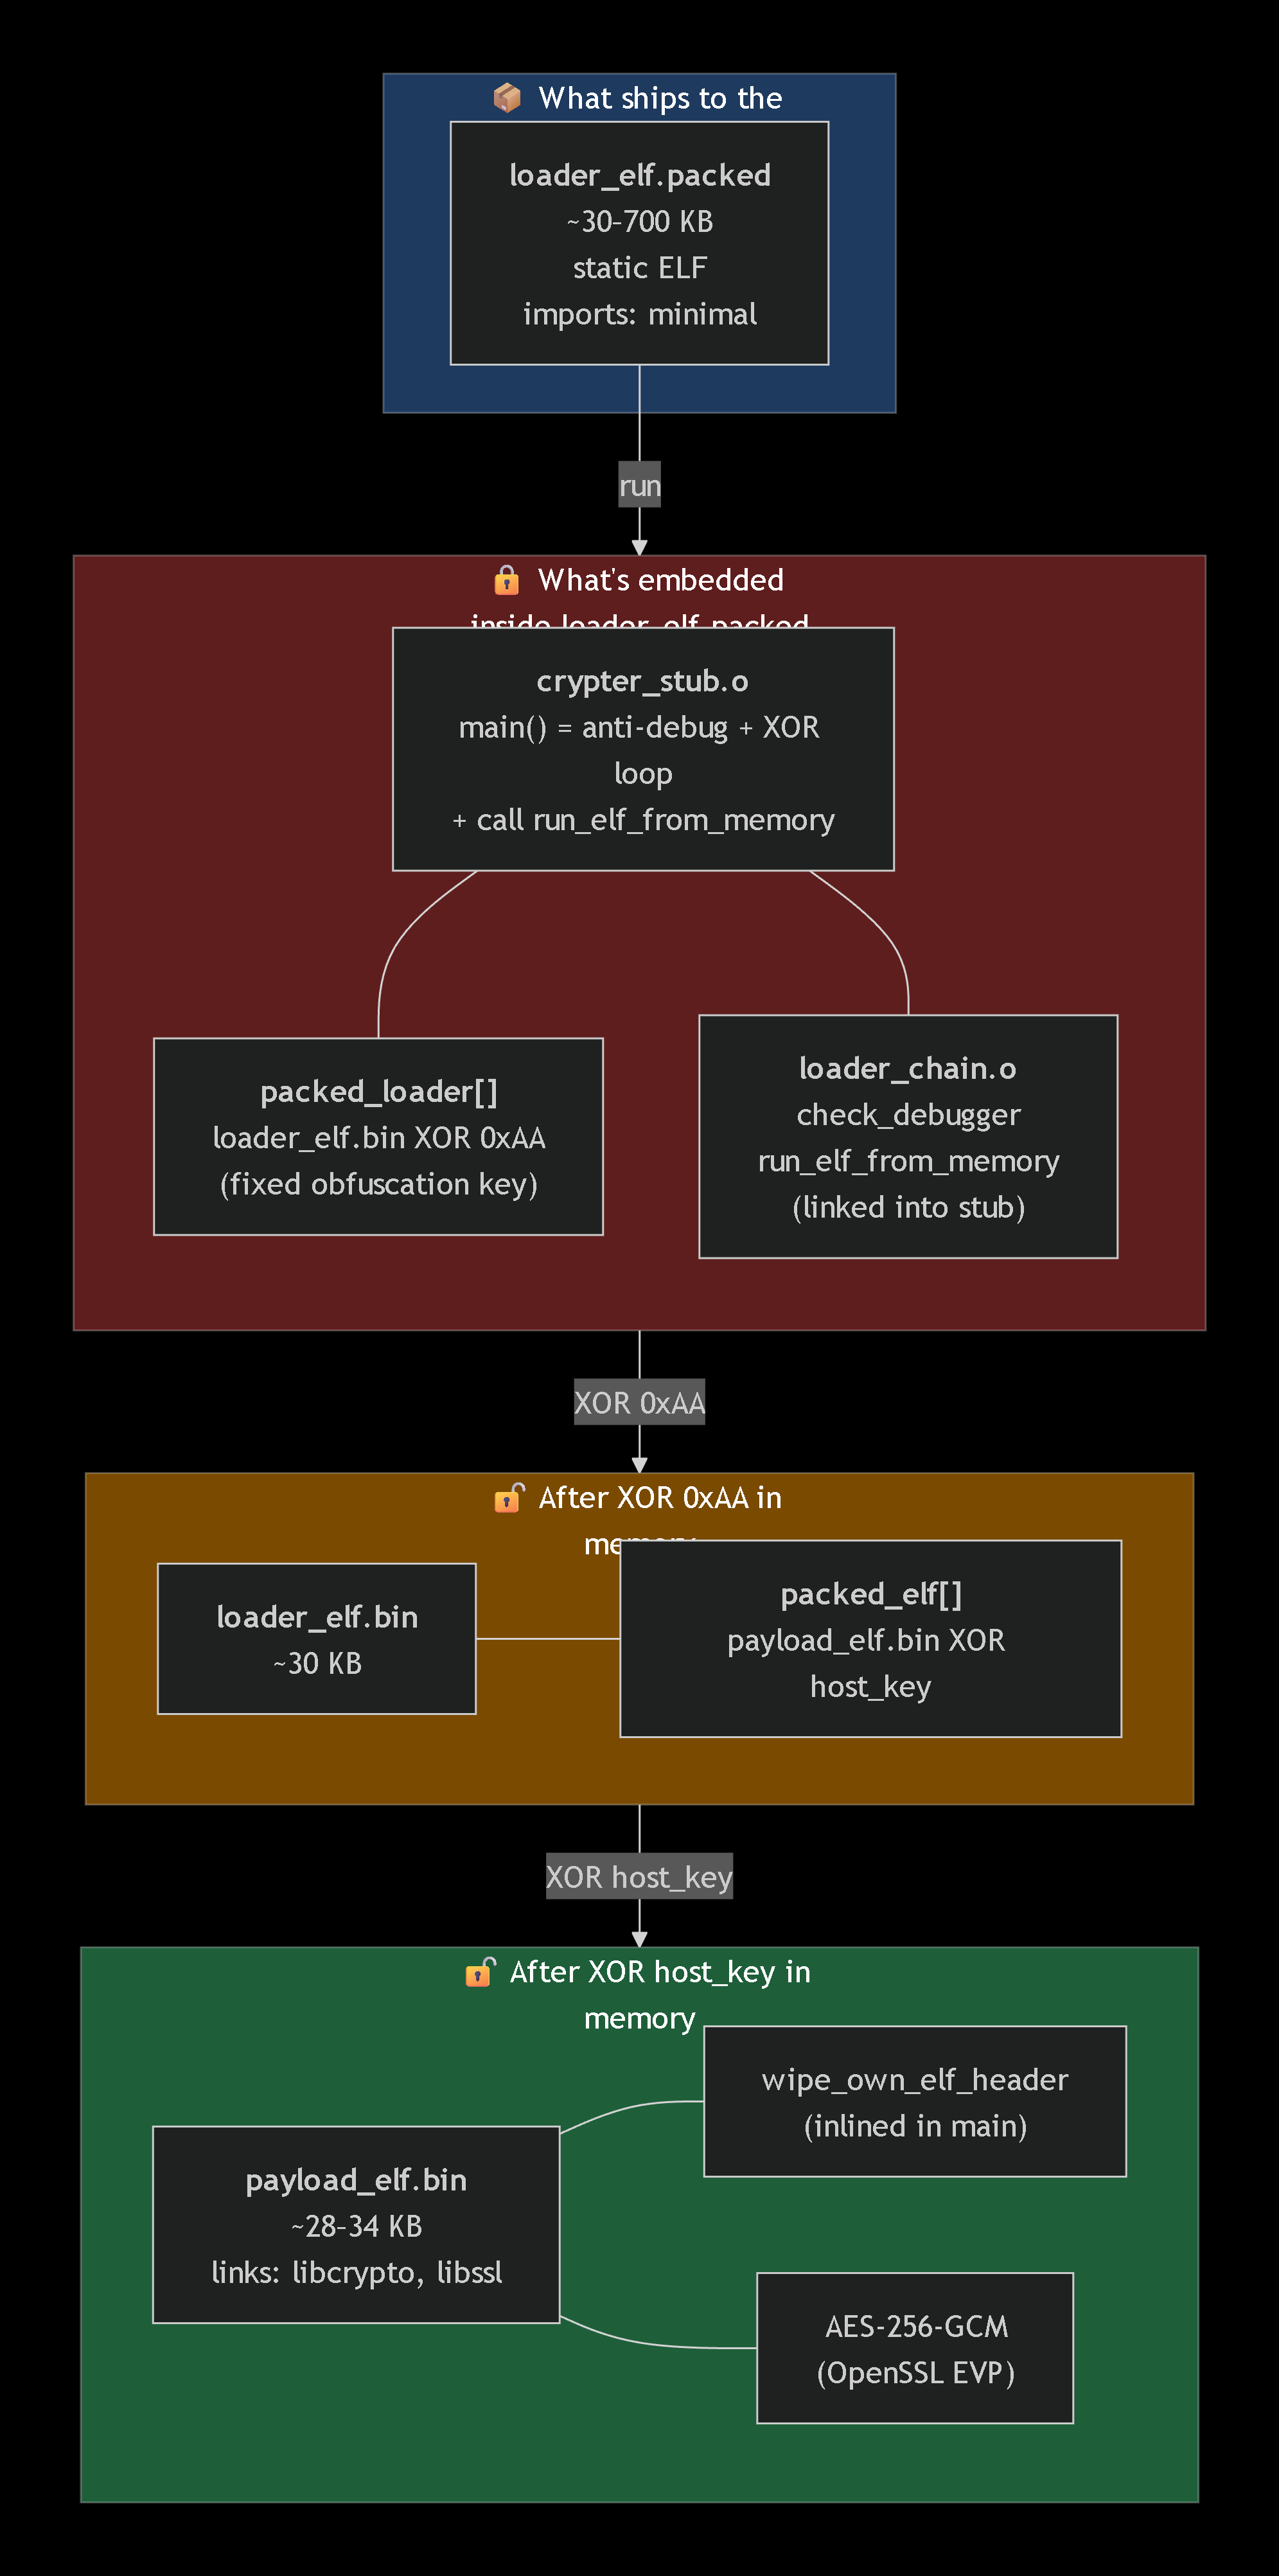 📦 What ships to the
loader_elf.packed
~30-700 KB
static ELF
imports: minimal
run
🔒 What's embedded
inside loader_elf.packed
crypter_stub.o
main() = anti-debug + XOR
loop
+ call run_elf_from_memory
packed_loader[]
loader_elf.bin XOR 0xAA
(fixed obfuscation key)
loader_chain.o
check_debugger
run_elf_from_memory
(linked into stub)
XOR 0xAA
🔓 After XOR 0xAA in
memory
loader_elf.bin
~30 KB
packed_elf[]
payload_elf.bin XOR
host_key
XOR host_key
🔓 After XOR host_key in
memory
wipe_own_elf_header
(inlined in main)
payload_elf.bin
~28-34 KB
links: libcrypto, libssl
AES-256-GCM
(OpenSSL EVP)